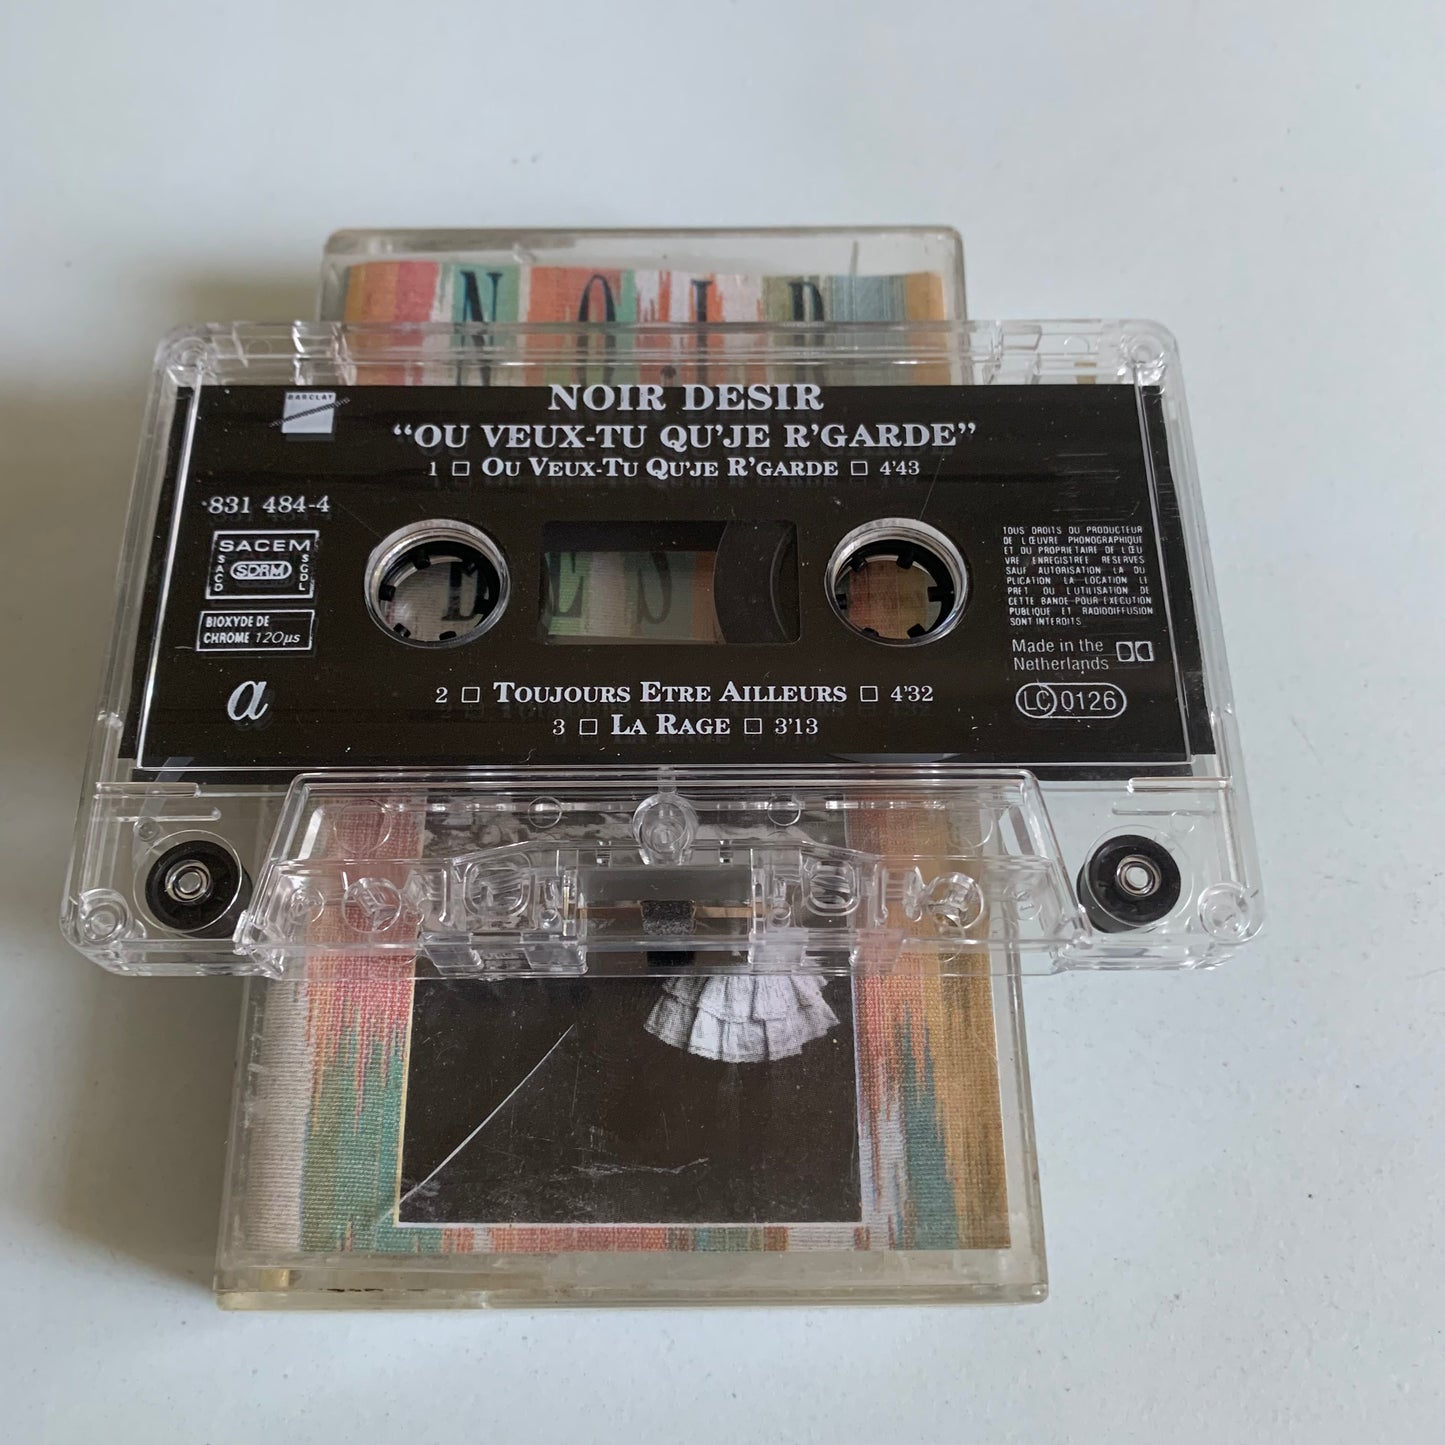 NOIR
BARCLAY
NOIR DESIR
“OU VEUX-TU QU'JE R'GARDE”
1 □ OU VEUX-TU QU'JE R'GARDE □ 4'43
831 484-4
SACEM
SACD
SDRM
SGDL
BIOXYDE DE
CHROME 120µs
a
DES
2 □ TOUJOURS ETRE AILLEURS □ 4'32
3 □ LA RAGE □ 3'13
TOUS DROITS DU PRODUCTEUR
DE L'ŒUVRE PHONOGRAPHIQUE
ET DU PROPRIETAIRE DE L'ŒU
VRE ENREGISTREE RESERVES
SAUF AUTORISATION LA DU
PLICATION LA LOCATION LE
PRET OU L'UTILISATION DE
CETTE BANDE POUR EXECUTION
PUBLIQUE ET RADIODIFFUSION
SONT INTERDITS
Made in the
Netherlands
LC 0126